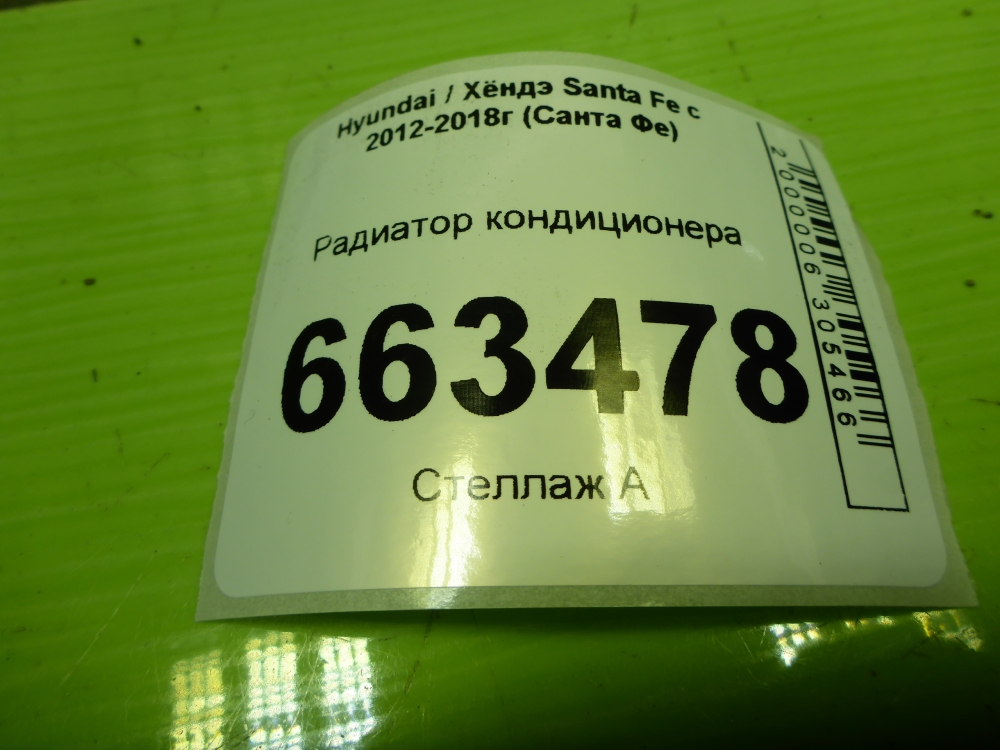 Hyundai / Хёндэ Santa Fe с
2012-2018г (Санта Фе)
Радиатор кондиционера
663478
Стеллаж А
2000006305466